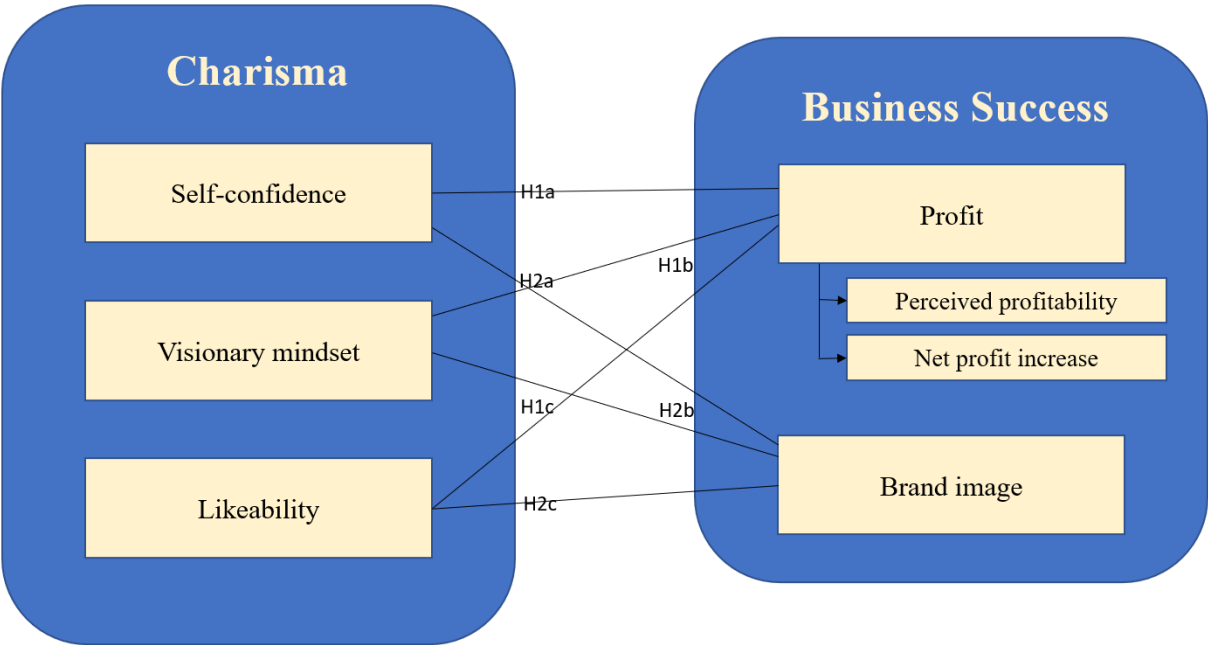 Charisma
Self-confidence
Visionary mindset
Likeability
H1a
H2a
H1b
H1c
H2b
H2c
Business Success
Profit
Perceived profitability
Net profit increase
Brand image